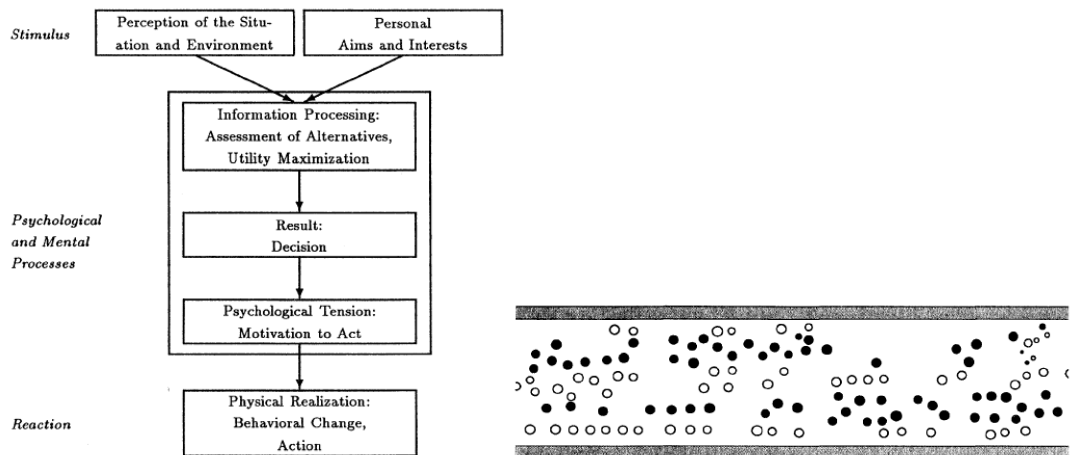 Stimulus
Perception of the Situ-
ation and Environment
Personal
Aims and Interests
Information Processing:
Assessment of Alternatives,
Utility Maximization
Psychological
and Mental
Processes
Result:
Decision
Psychological Tension:
Motivation to Act
Reaction
Physical Realization:
Behavioral Change,
Action